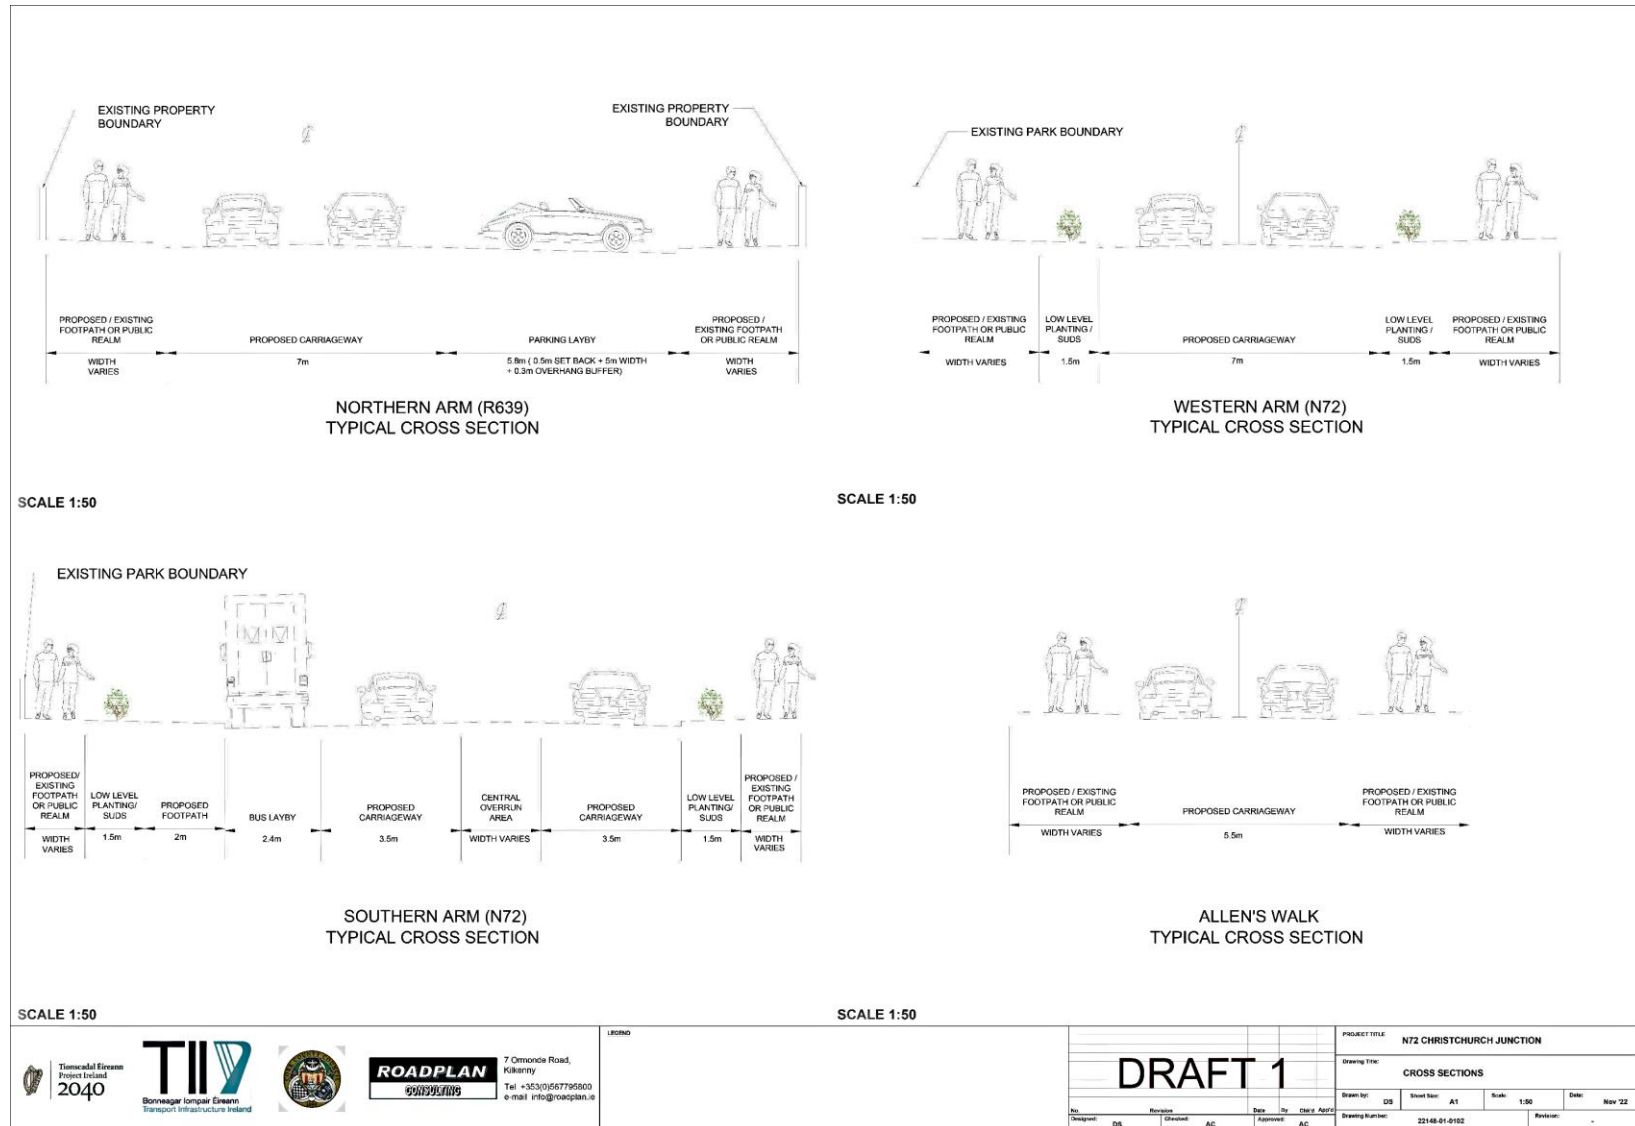 EXISTING PROPERTY
BOUNDARY
EXISTING PROPERTY
BOUNDARY
PROPOSED / EXISTING
FOOTPATH OR PUBLIC
REALM
PROPOSED CARRIAGEWAY
PARKING LAYBY
PROPOSED /
EXISTING FOOTPATH
OR PUBLIC REALM
WIDTH
VARIES
7m
5.8m ( 0.5m SET BACK + 5m WIDTH
+ 0.3m OVERHANG BUFFER)
WIDTH
VARIES
NORTHERN ARM (R639)
TYPICAL CROSS SECTION
SCALE 1:50
EXISTING PARK BOUNDARY
PROPOSED / EXISTING
FOOTPATH OR PUBLIC
REALM
LOW LEVEL
PLANTING /
SUDS
PROPOSED CARRIAGEWAY
LOW LEVEL
PLANTING /
SUDS
PROPOSED / EXISTING
FOOTPATH OR PUBLIC
REALM
WIDTH VARIES
1.5m
7m
1.5m
WIDTH VARIES
WESTERN ARM (N72)
TYPICAL CROSS SECTION
SCALE 1:50
EXISTING PARK BOUNDARY
PROPOSED/
EXISTING
FOOTPATH
OR PUBLIC
REALM
LOW LEVEL
PLANTING/
SUDS
PROPOSED
FOOTPATH
BUS LAYBY
PROPOSED
CARRIAGEWAY
CENTRAL
OVERRUN
AREA
PROPOSED
CARRIAGEWAY
LOW LEVEL
PLANTING/
SUDS
PROPOSED /
EXISTING
FOOTPATH
OR PUBLIC
REALM
WIDTH
VARIES
1.5m
2m
2.4m
3.5m
WIDTH VARIES
3.5m
1.5m
WIDTH
VARIES
SOUTHERN ARM (N72)
TYPICAL CROSS SECTION
SCALE 1:50
PROPOSED / EXISTING
FOOTPATH OR PUBLIC
REALM
PROPOSED CARRIAGEWAY
PROPOSED / EXISTING
FOOTPATH OR PUBLIC
REALM
WIDTH VARIES
5.5m
WIDTH VARIES
ALLEN'S WALK
TYPICAL CROSS SECTION
SCALE 1:50
Tionscadal Éireann
Project Ireland
2040
TII
Bonneagar Iompair Éireann
Transport Infrastructure Ireland
ROADPLAN
CONSULTING
7 Ormonde Road,
Kilkenny
Tel +353(0)567795800
e-mail info@roadplan.ie
LEGEND
DRAFT 1
No. Revision Date By Chk'd App'd
Designed: DS Checked: AC Approved: AC
PROJECT TITLE
N72 CHRISTCHURCH JUNCTION
Drawing Title:
CROSS SECTIONS
Drawn by: DS Sheet Size: A1 Scale: 1:50 Date: Nov '22
Drawing Number: 22148-01-0102 Revision: -